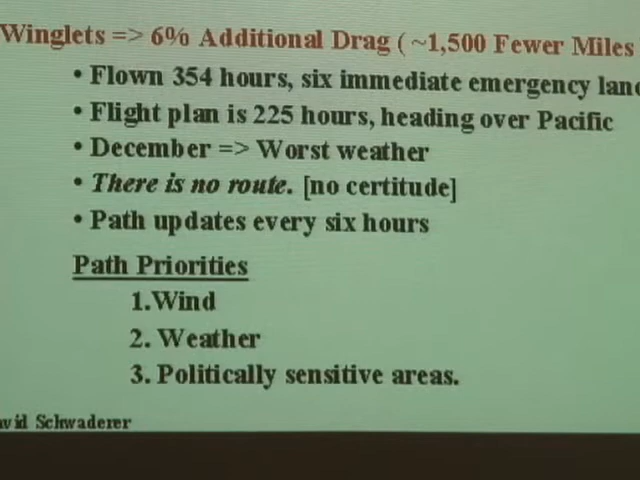 Winglets => 6% Additional Drag ( ~1,500 Fewer Miles
• Flown 354 hours, six immediate emergency
• Flight plan is 225 hours, heading over Pacific
• December => Worst weather
• There is no route. [no certitude]
• Path updates every six hours
Path Priorities
1.Wind
2. Weather
3. Politically sensitive areas.
Schwaderer